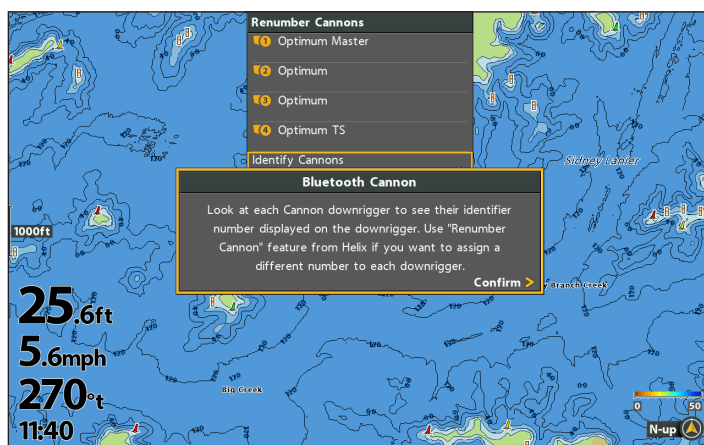 Renumber Cannons
1 Optimum Master
2 Optimum
3 Optimum
4 Optimum TS
Identify Cannons
Bluetooth Cannon
Look at each Cannon downrigger to see their identifier
number displayed on the downrigger. Use "Renumber
Cannon" feature from Helix if you want to assign a
different number to each downrigger.
Confirm >
Sidney Lanier
1000ft
y Branch Creek
25.6ft
5.6mph
270°t
11:40
Big Creek
0 50
N-up